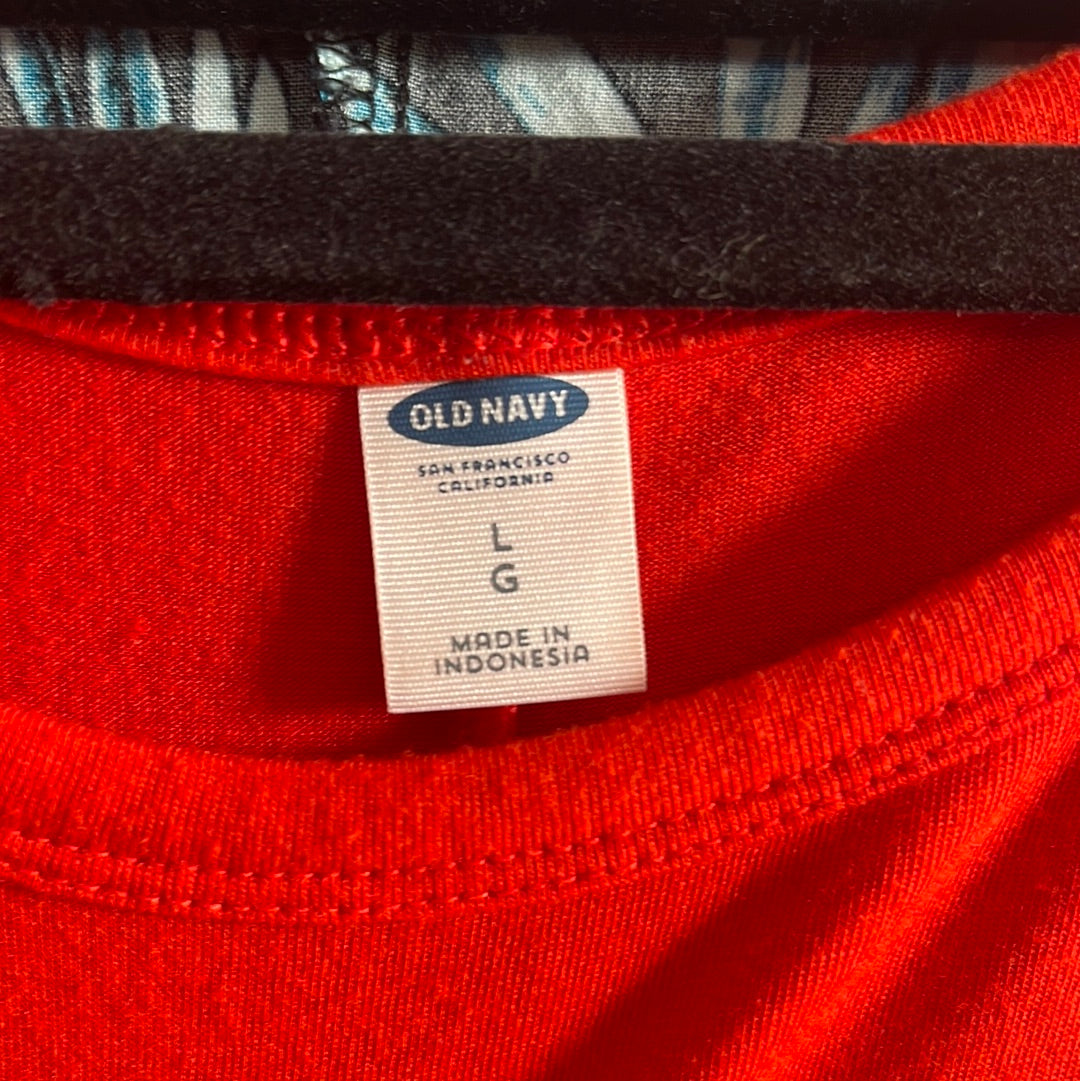 OLD NAVY
SAN FRANCISCO
CALIFORNIA
L
G
MADE IN
INDONESIA